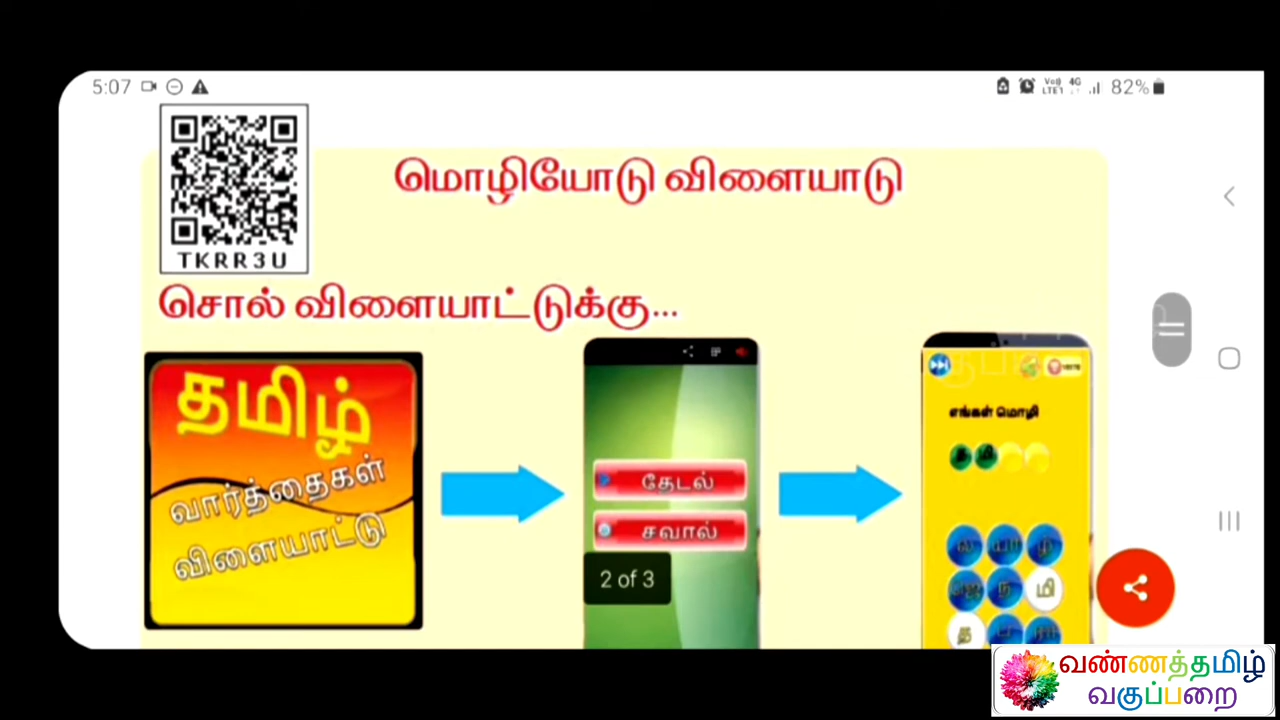 5:07
82%
TKRR3U
மொழியோடு விளையாடு
சொல் விளையாட்டுக்கு...
தமிழ்
வார்த்தைகள்
விளையாட்டு
தேடல்
சவால்
2 of 3
எங்கள் மொழி
த மி
மி
த
வண்ணத்தமிழ்
வகுப்பறை